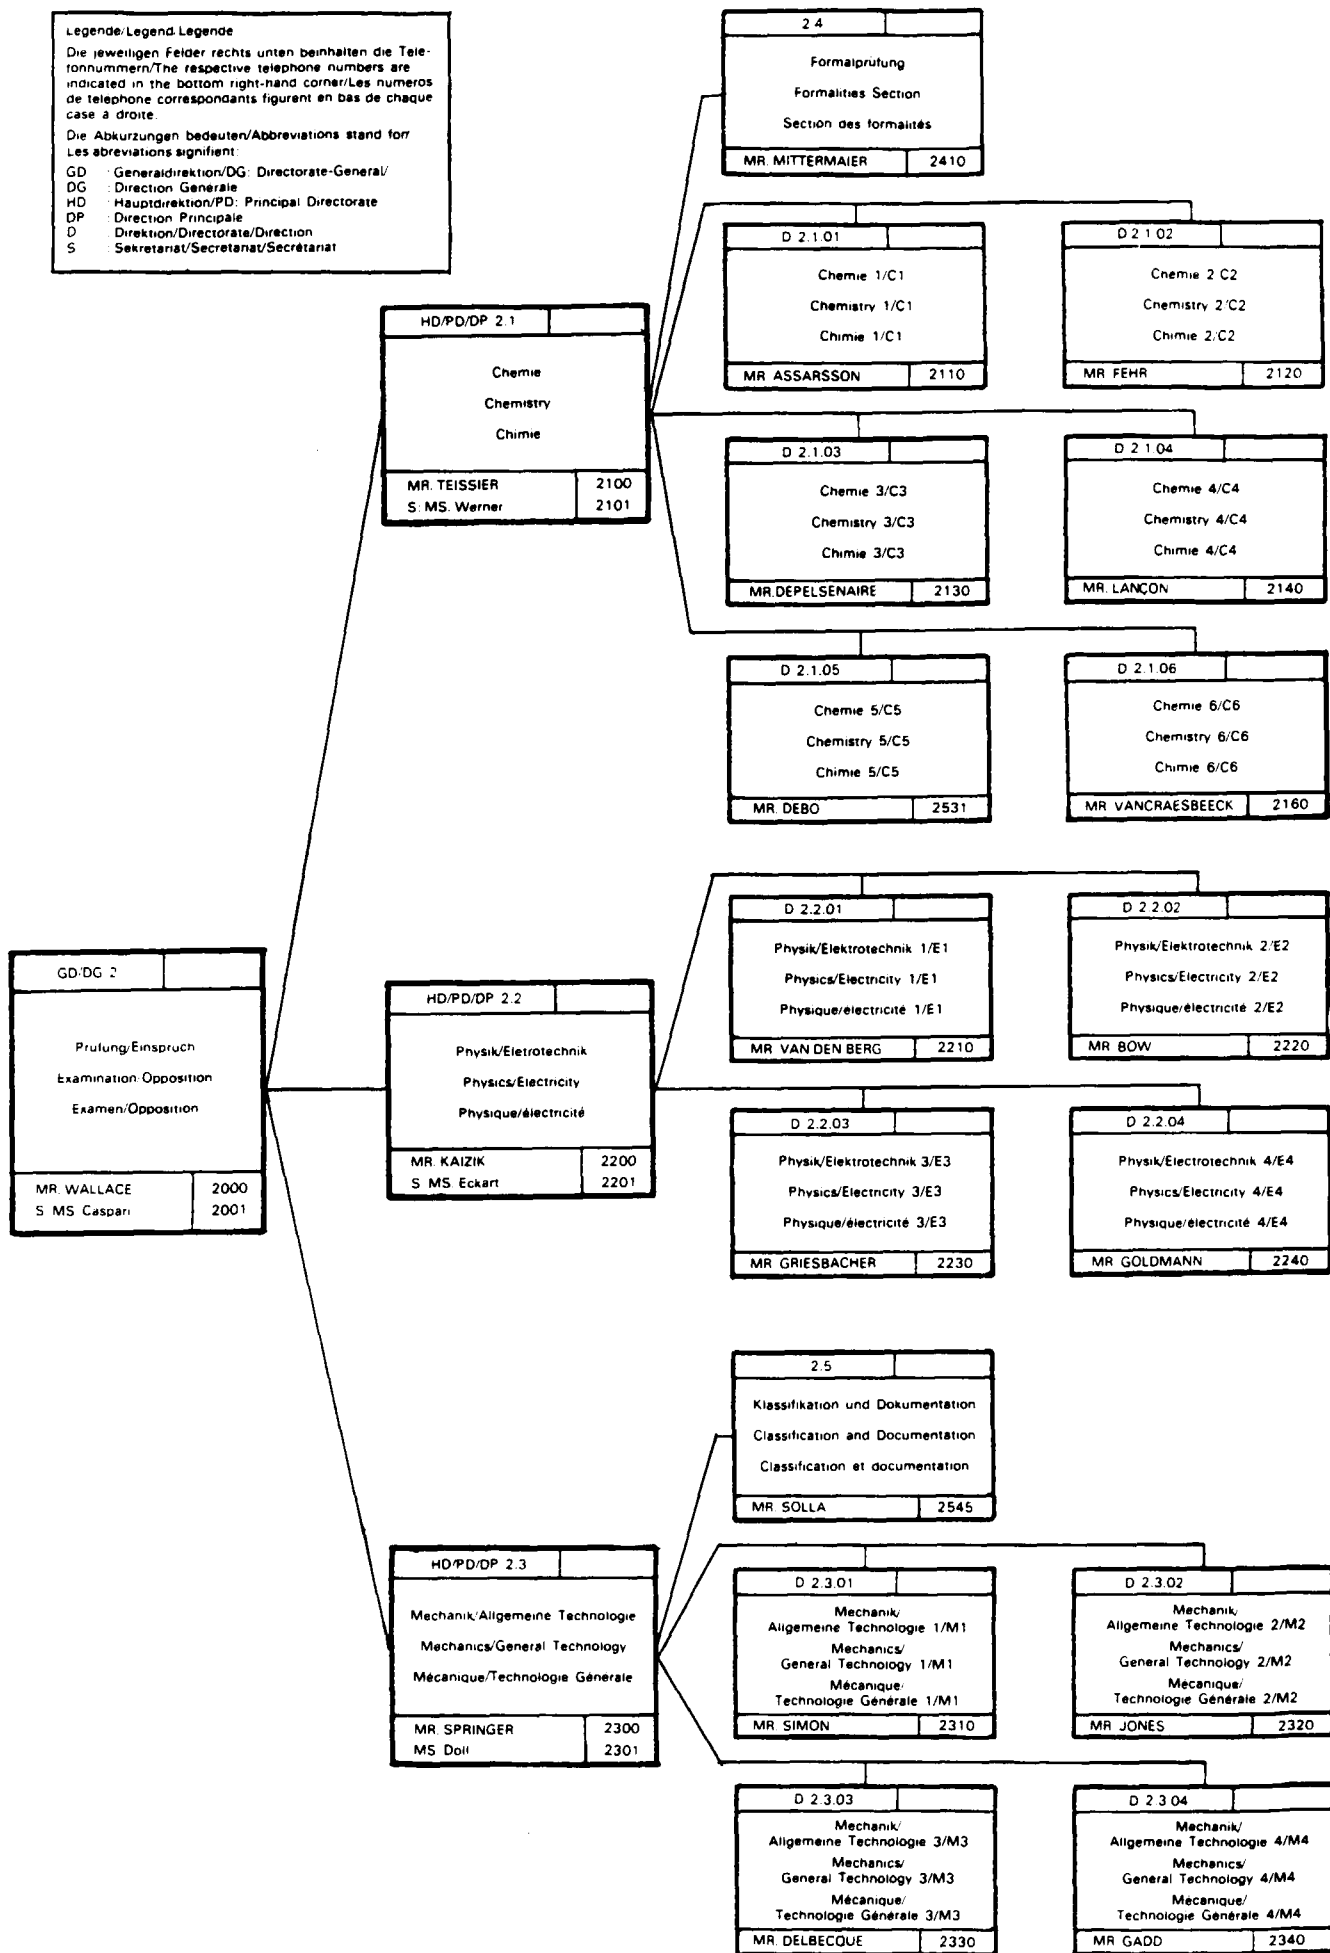 Legende/Legend Legende
Die jeweiligen Felder rechts unten beinhalten die Tele-
fonnummern/The respective telephone numbers are
indicated in the bottom right-hand corner/Les numeros
de telephone correspondants figurent en bas de chaque
case a droite.
Die Abkurzungen bedeuten/Abbreviations stand for/
Les abreviations signifient:
GD : Generaldirektion/DG: Directorate-General/
DG : Direction Generale
HD : Hauptdirektion/PD: Principal Directorate
DP : Direction Principale
D : Direktion/Directorate/Direction
S : Sekretariat/Secretariat/Secrétariat
2.4
Formalprüfung
Formalities Section
Section des formalités
MR. MITTERMAIER 2410
D 2.1.01
Chemie 1/C1
Chemistry 1/C1
Chimie 1/C1
MR ASSARSSON 2110
D 2 1 02
Chemie 2 C2
Chemistry 2/C2
Chimie 2/C2
MR FEHR 2120
HD/PD/DP 2.1
Chemie
Chemistry
Chimie
MR. TEISSIER 2100
S: MS. Werner 2101
D 2.1.03
Chemie 3/C3
Chemistry 3/C3
Chimie 3/C3
MR.DEPELSENAIRE 2130
D 2 1.04
Chemie 4/C4
Chemistry 4/C4
Chimie 4/C4
MR. LANÇON 2140
D 2.1.05
Chemie 5/C5
Chemistry 5/C5
Chimie 5/C5
MR. DEBO 2531
D 2.1.06
Chemie 6/C6
Chemistry 6/C6
Chimie 6/C6
MR VANCRAESBEECK 2160
GD/DG 2
Prufung/Einspruch
Examination/Opposition
Examen/Opposition
MR. WALLACE 2000
S MS Caspari 2001
HD/PD/DP 2.2
Physik/Eletrotechnik
Physics/Electricity
Physique/électricité
MR. KAIZIK 2200
S MS. Eckart 2201
D 2.2.01
Physik/Elektrotechnik 1/E1
Physics/Electricity 1/E1
Physique/électricité 1/E1
MR VAN DEN BERG 2210
D 2.2.02
Physik/Elektrotechnik 2/E2
Physics/Electricity 2/E2
Physique/électricité 2/E2
MR BOW 2220
D 2.2.03
Physik/Elektrotechnik 3/E3
Physics/Electricity 3/E3
Physique/électricité 3/E3
MR GRIESBACHER 2230
D 2.2.04
Physik/Electrotechnik 4/E4
Physics/Electricity 4/E4
Physique/électricité 4/E4
MR GOLDMANN 2240
2.5
Klassifikation und Dokumentation
Classification and Documentation
Classification et documentation
MR. SOLLA 2545
HD/PD/DP 2.3
Mechanik/Allgemeine Technologie
Mechanics/General Technology
Mécanique/Technologie Générale
MR. SPRINGER 2300
MS Doll 2301
D 2.3.01
Mechanik/
Allgemeine Technologie 1/M1
Mechanics/
General Technology 1/M1
Mécanique/
Technologie Générale 1/M1
MR. SIMON 2310
D 2.3.02
Mechanik/
Allgemeine Technologie 2/M2
Mechanics/
General Technology 2/M2
Mécanique/
Technologie Générale 2/M2
MR JONES 2320
D 2.3.03
Mechanik/
Allgemeine Technologie 3/M3
Mechanics/
General Technology 3/M3
Mécanique/
Technologie Générale 3/M3
MR. DELBECQUE 2330
D 2 3 04
Mechanik/
Allgemeine Technologie 4/M4
Mechanics/
General Technology 4/M4
Mécanique/
Technologie Générale 4/M4
MR GADD 2340